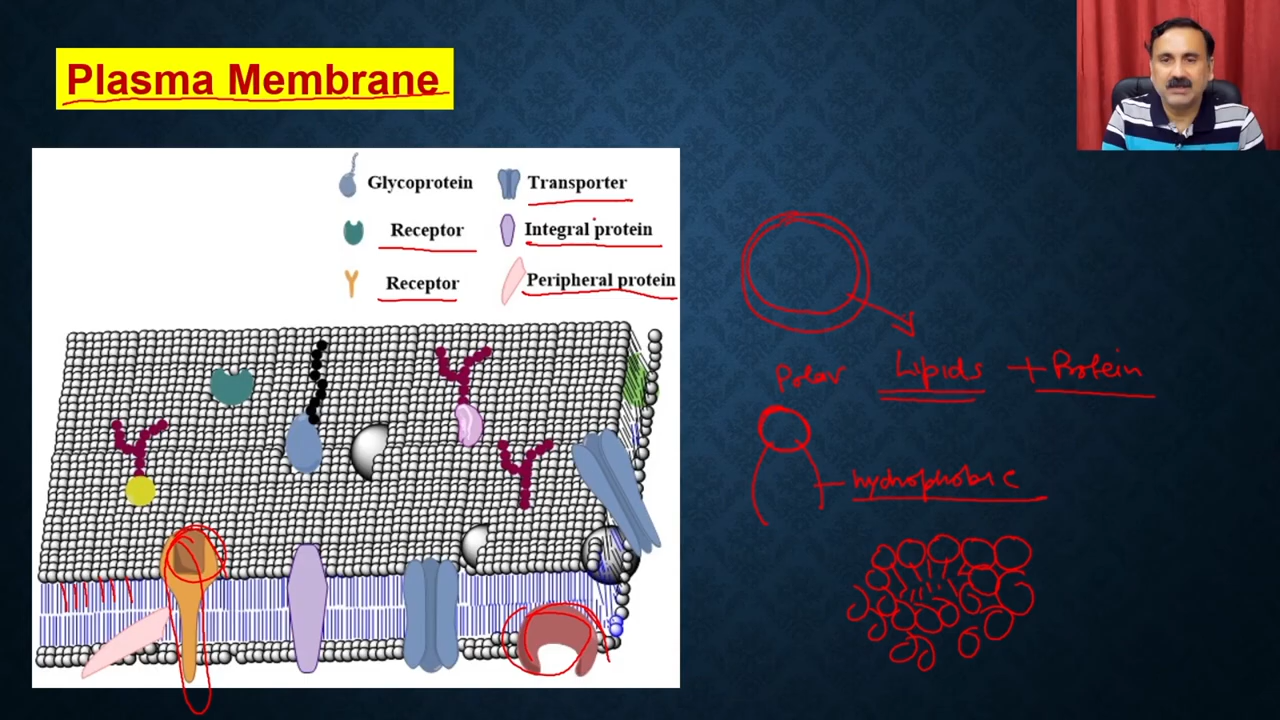 Plasma Membrane
Glycoprotein
Transporter
Receptor
Integral protein
Receptor
Peripheral protein
Polar
Lipids + Protein
hydrophobic